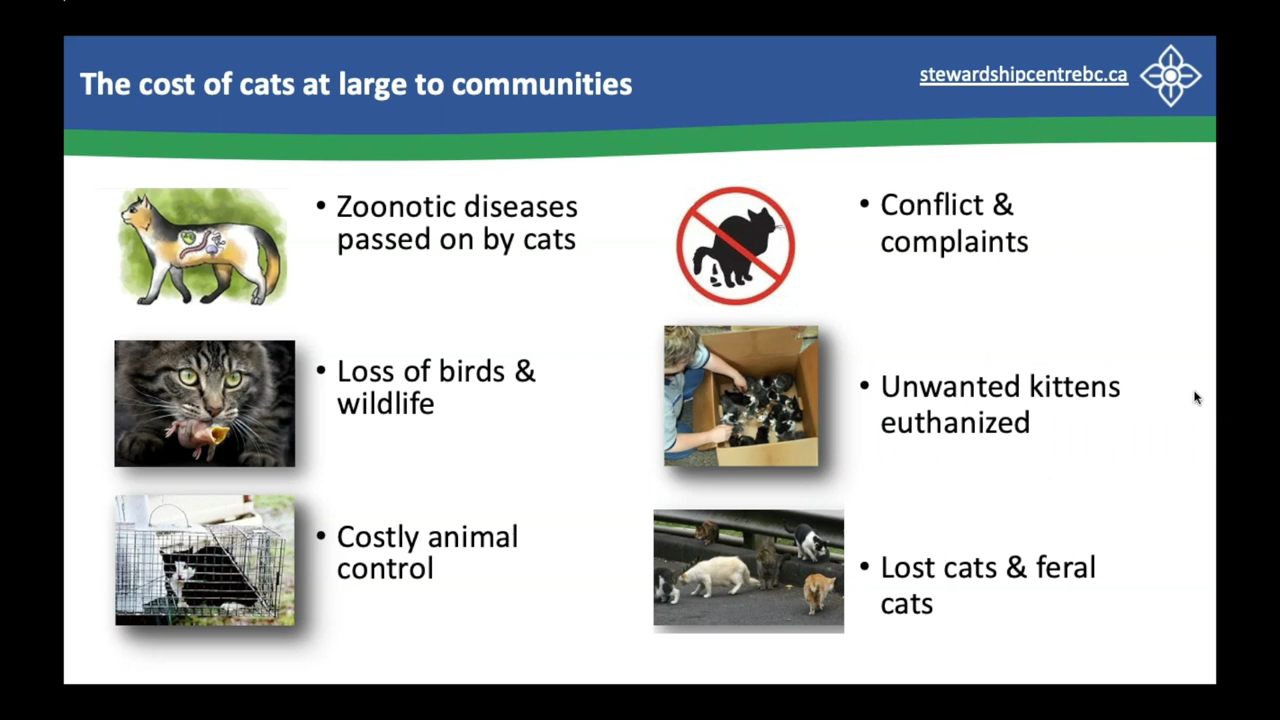 The cost of cats at large to communities
stewardshipcentrebc.ca
• Zoonotic diseases
passed on by cats
• Loss of birds &
wildlife
• Costly animal
control
• Conflict &
complaints
• Unwanted kittens
euthanized
• Lost cats & feral
cats